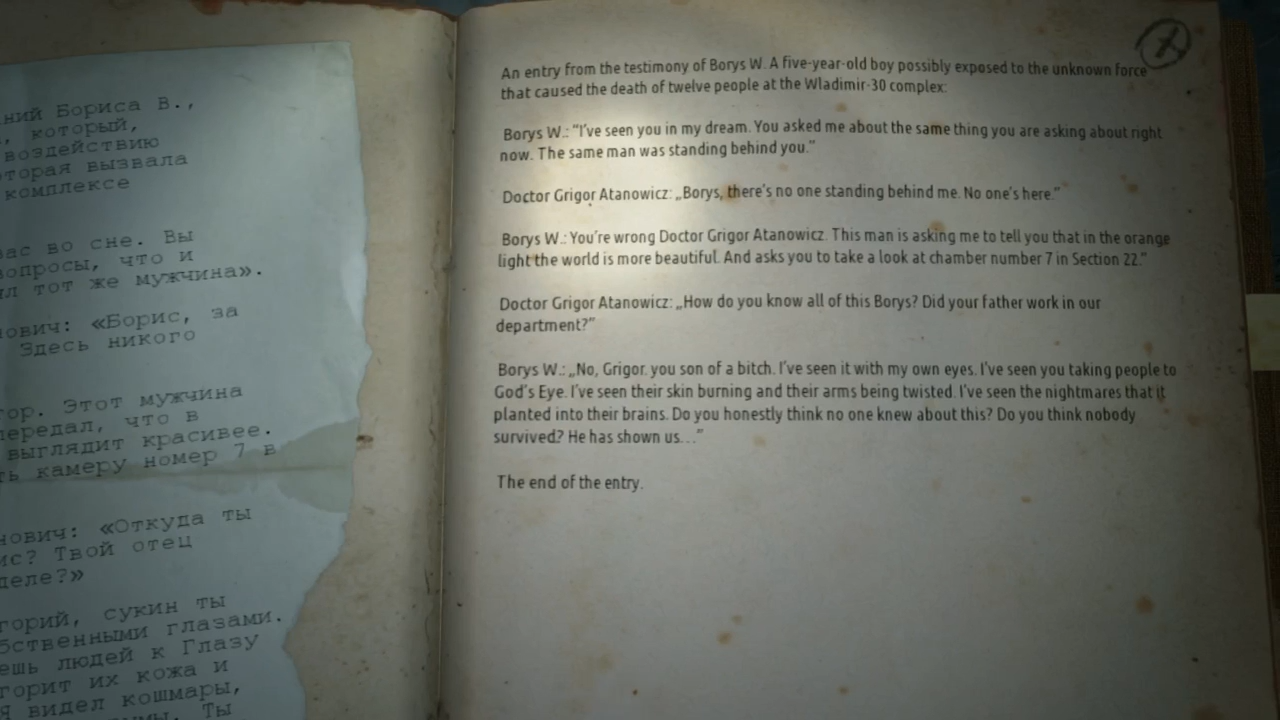 ний Бориса В.,
, который,
воздействию
оторая вызвала
комплексе
вас во сне. Вы
вопросы, что и
л тот же мужчина».
нович: «Борис, за
Здесь никого
гор. Этот мужчина
передал, что в
выглядит красивее.
ть камеру номер 7 в
нович: «Откуда ты
ис? Твой отец
деле?»
горий, сукин ты
бственными глазами.
ешь людей к Глазу
горит их кожа и
Я видел кошмары,
Ты
An entry from the testimony of Borys W. A five-year-old boy possibly exposed to the unknown force
that caused the death of twelve people at the Wladimir-30 complex:
Borys W.: “I’ve seen you in my dream. You asked me about the same thing you are asking about right
now. The same man was standing behind you.”
Doctor Grigor Atanowicz: „Borys, there’s no one standing behind me. No one’s here.”
Borys W.: You’re wrong Doctor Grigor Atanowicz. This man is asking me to tell you that in the orange
light the world is more beautiful. And asks you to take a look at chamber number 7 in Section 22.”
Doctor Grigor Atanowicz: „How do you know all of this Borys? Did your father work in our
department?”
Borys W.: „No, Grigor. you son of a bitch. I’ve seen it with my own eyes. I’ve seen you taking people to
God’s Eye. I’ve seen their skin burning and their arms being twisted. I’ve seen the nightmares that it
planted into their brains. Do you honestly think no one knew about this? Do you think nobody
survived? He has shown us...”
The end of the entry.